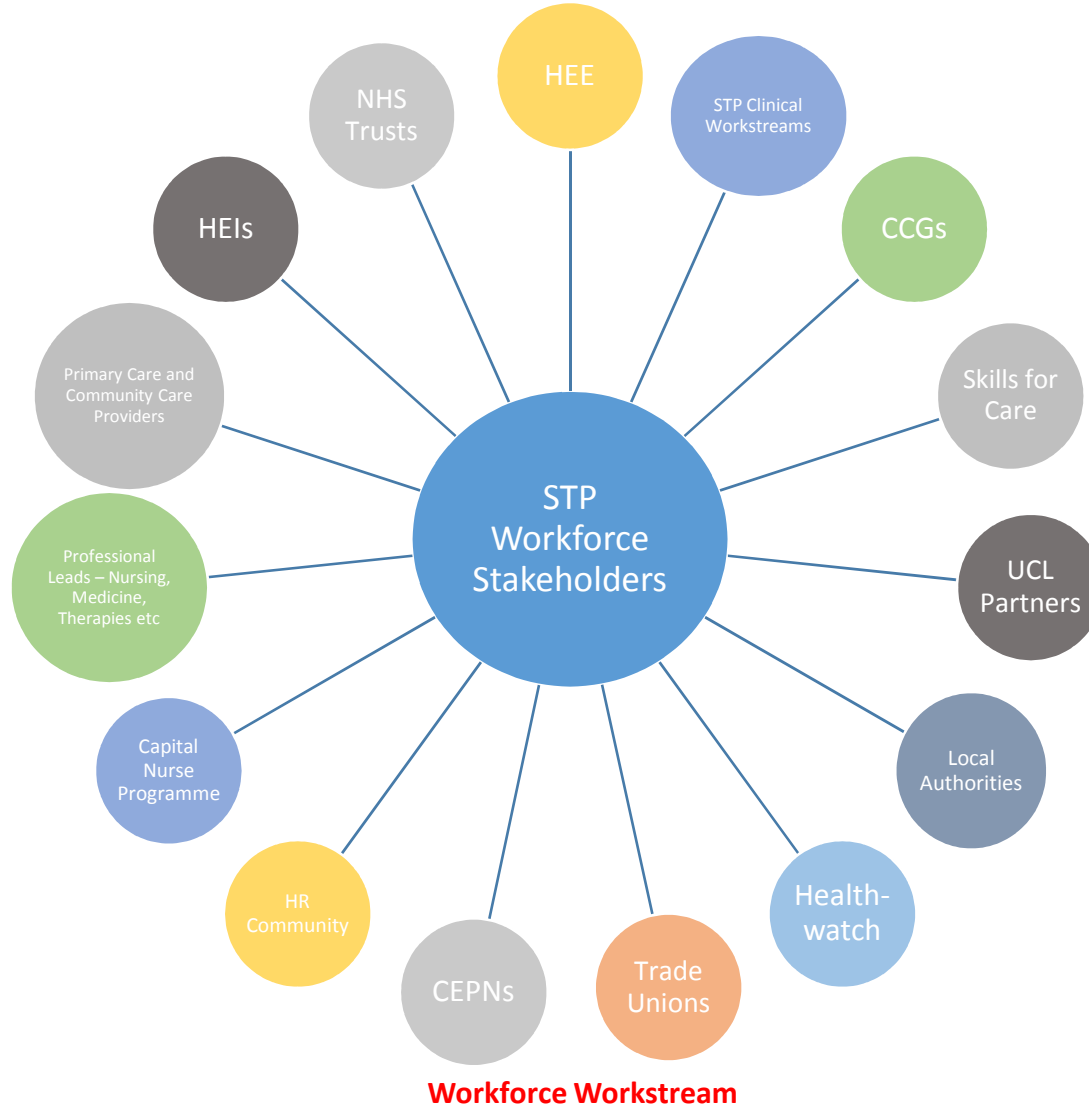 HEE
STP Clinical
Workstreams
CCGs
Skills for
Care
UCL
Partners
Local
Authorities
Health-
watch
Trade
Unions
CEPNs
HR
Community
Capital
Nurse
Programme
Professional
Leads – Nursing,
Medicine,
Therapies etc
Primary Care and
Community Care
Providers
HEIs
NHS
Trusts
STP
Workforce
Stakeholders
Workforce Workstream